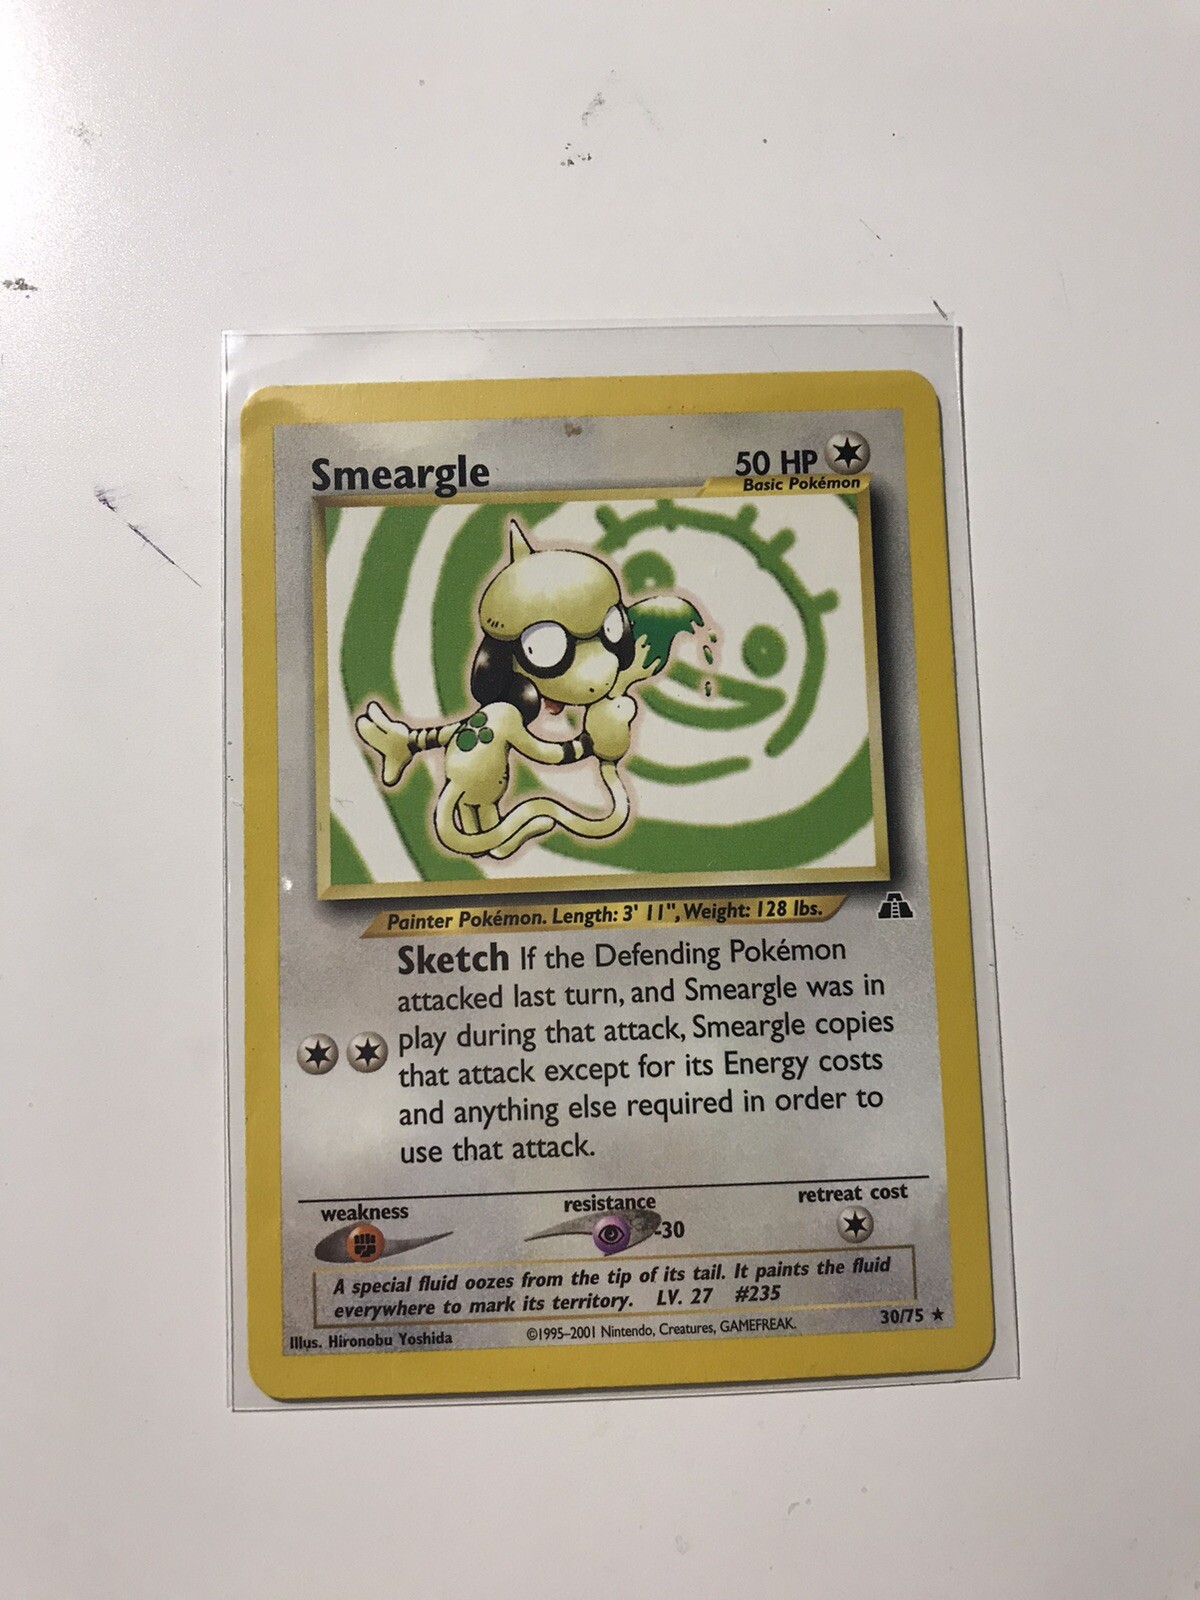 Smeargle 50 HP
Basic Pokémon
Painter Pokémon. Length: 3' 11", Weight: 128 lbs.
Sketch If the Defending Pokémon
attacked last turn, and Smeargle was in
play during that attack, Smeargle copies
that attack except for its Energy costs
and anything else required in order to
use that attack.
weakness resistance retreat cost
-30
A special fluid oozes from the tip of its tail. It paints the fluid
everywhere to mark its territory. LV. 27 #235
Illus. Hironobu Yoshida ©1995–2001 Nintendo, Creatures, GAMEFREAK. 30/75 ★